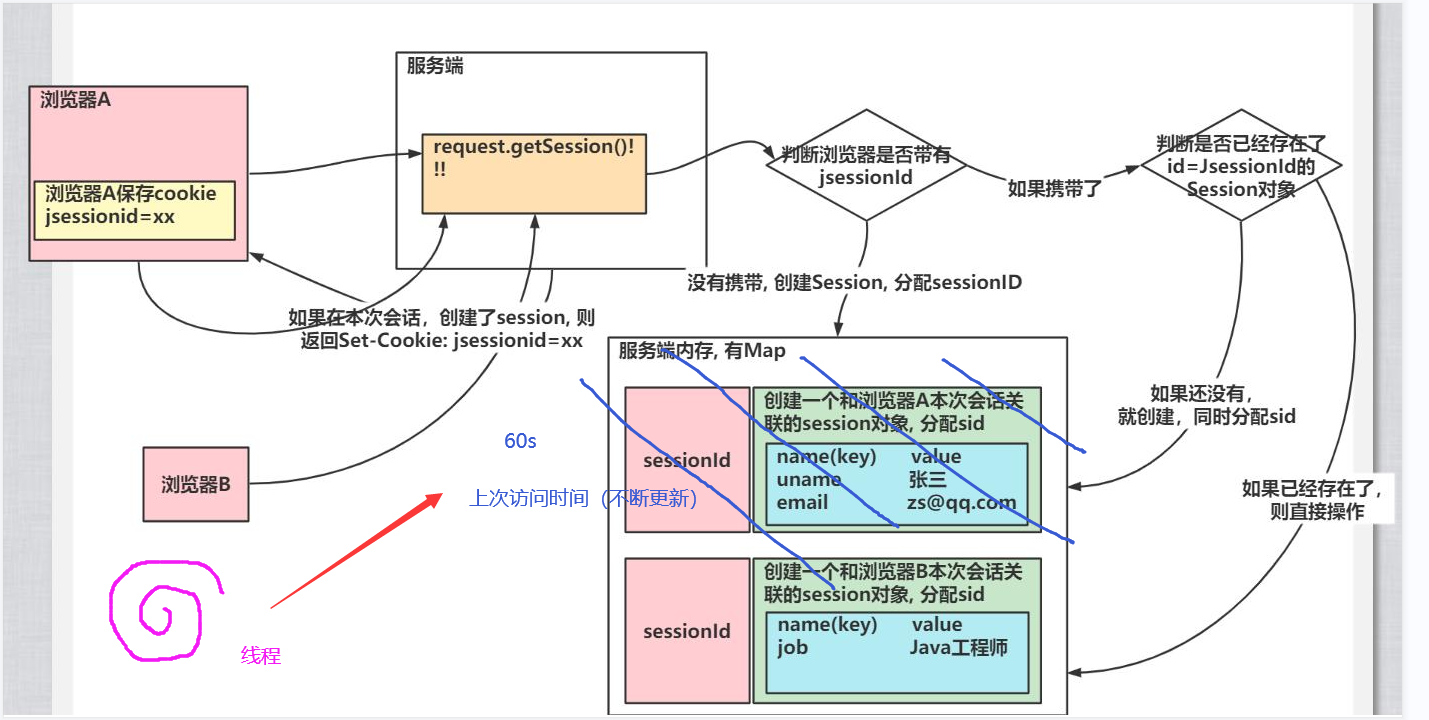 服务端
浏览器A
request.getSession()!
!!
浏览器A保存cookie
jsessionid=xx
判断浏览器是否带有
jsessionId
如果携带了
判断是否已经存在了
id=JsessionId的
Session对象
没有携带, 创建Session, 分配sessionID
如果在本次会话，创建了session, 则
返回Set-Cookie: jsessionid=xx
服务端内存, 有Map
创建一个和浏览器A本次会话关
联的session对象, 分配sid
sessionId
name(key) value
uname 张三
email zs@qq.com
如果还没有，
就创建，同时分配sid
60s
上次访问时间（不断更新）
浏览器B
如果已经存在了，
则直接操作
创建一个和浏览器B本次会话关
联的session对象, 分配sid
sessionId
name(key) value
job Java工程师
线程